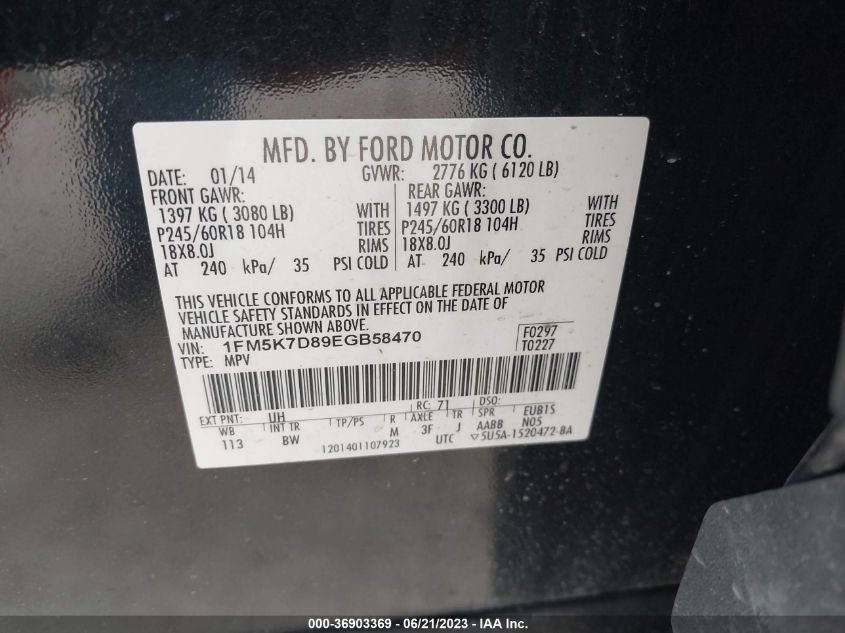 MFD. BY FORD MOTOR CO.
DATE: 01/14 GVWR: 2776 KG ( 6120 LB)
FRONT GAWR: REAR GAWR:
1397 KG ( 3080 LB) WITH 1497 KG ( 3300 LB) WITH
P245/60R18 104H TIRES P245/60R18 104H TIRES
18X8.0J RIMS 18X8.0J RIMS
AT 240 kPa/ 35 PSI COLD AT 240 kPa/ 35 PSI COLD
THIS VEHICLE CONFORMS TO ALL APPLICABLE FEDERAL MOTOR
VEHICLE SAFETY STANDARDS IN EFFECT ON THE DATE OF
MANUFACTURE SHOWN ABOVE.
VIN: 1FM5K7D89EGB58470 F0297
TYPE: MPV T0227
EXT PNT: UH RC: 71 DSO:
WB INT TR TP/PS R AXLE TR SPR EUB1S
113 BW M 3F J AABB N05
1201401107923 UTC ▽5U5A-1520472-BA
000-36903369 - 06/21/2023 - IAAI.